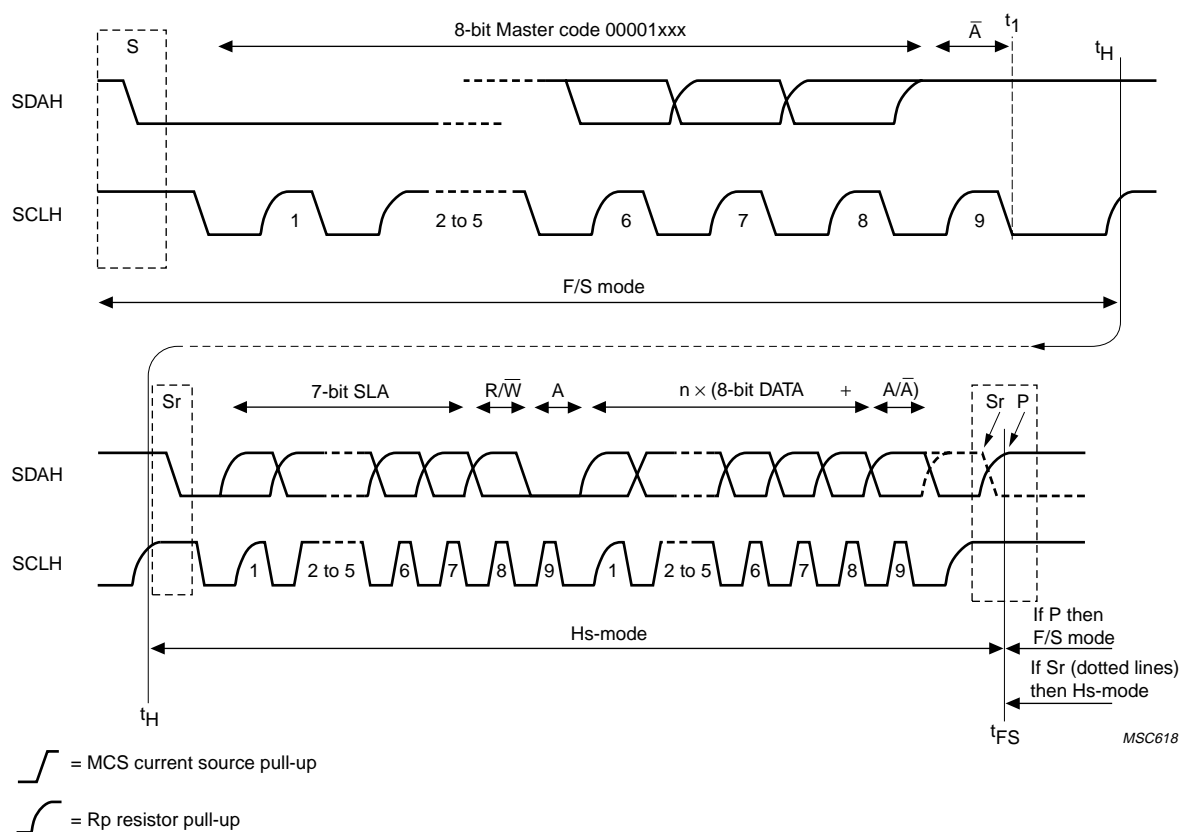 8-bit Master code 00001xxx
S
A̅
t1
tH
SDAH
SCLH
1
2 to 5
6
7
8
9
F/S mode
Sr
7-bit SLA
R/W̅
A
n × (8-bit DATA + A/A̅)
Sr P
SDAH
SCLH
1
2 to 5
6
7
8
9
1
2 to 5
6
7
8
9
If P then
F/S mode
Hs-mode
If Sr (dotted lines)
then Hs-mode
tH
tFS
MSC618
= MCS current source pull-up
= Rp resistor pull-up